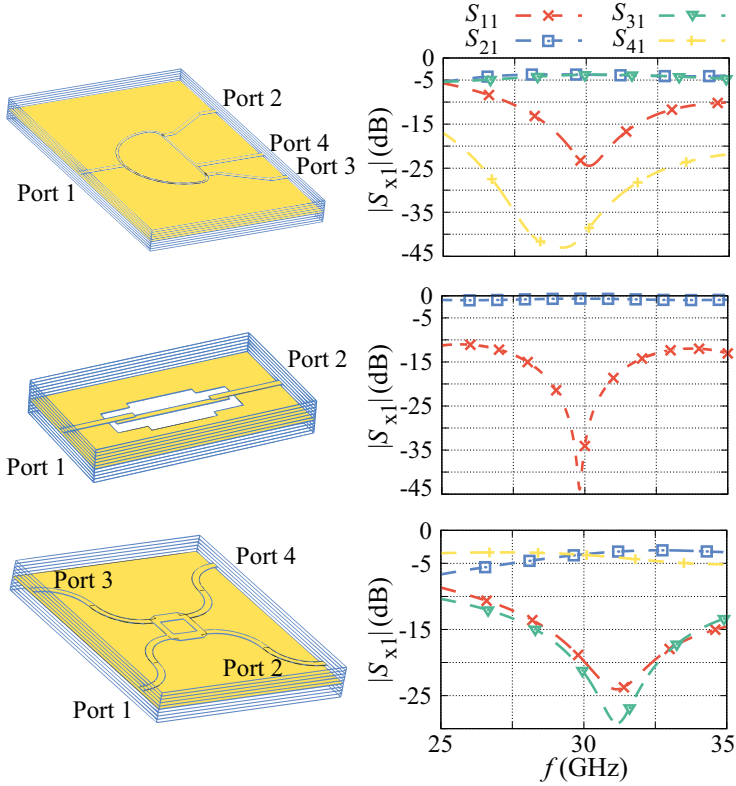 S11 S31
S21 S41
Port 2
Port 4
Port 3
Port 1
0
-5
-15
-25
-35
-45
|Sx1| (dB)
Port 2
Port 1
0
-5
-15
-25
-35
-45
|Sx1| (dB)
Port 4
Port 3
Port 2
Port 1
0
-5
-15
-25
|Sx1| (dB)
25 30 35
f (GHz)